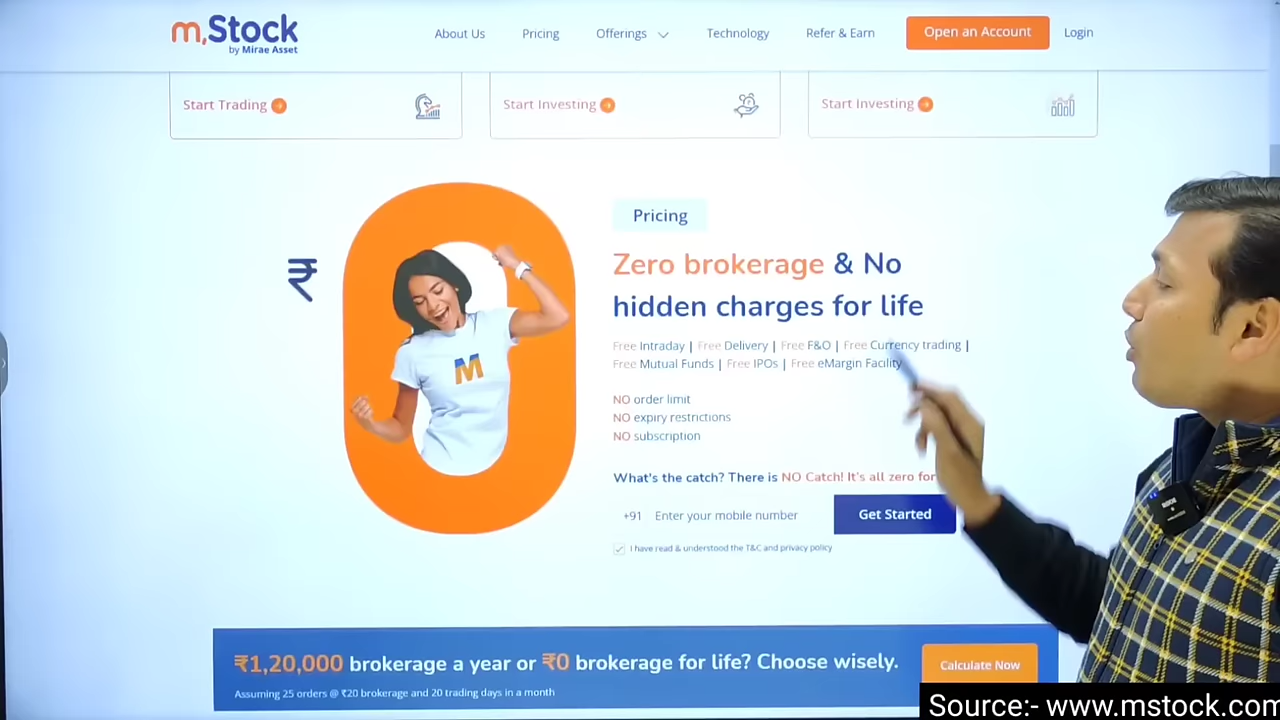 m.Stock
by Mirae Asset
About Us
Pricing
Offerings
Technology
Refer & Earn
Open an Account
Login
Start Trading
Start Investing
Start Investing
₹
0
M
Pricing
Zero brokerage & No
hidden charges for life
Free Intraday | Free Delivery | Free F&O | Free Currency trading |
Free Mutual Funds | Free IPOs | Free eMargin Facility
NO order limit
NO expiry restrictions
NO subscription
What's the catch? There is NO Catch! It's all zero for
+91 Enter your mobile number
Get Started
I have read & understood the T&C and privacy policy
₹1,20,000 brokerage a year or ₹0 brokerage for life? Choose wisely.
Assuming 25 orders @ ₹20 brokerage and 20 trading days in a month
Calculate Now
Source:- www.mstock.com